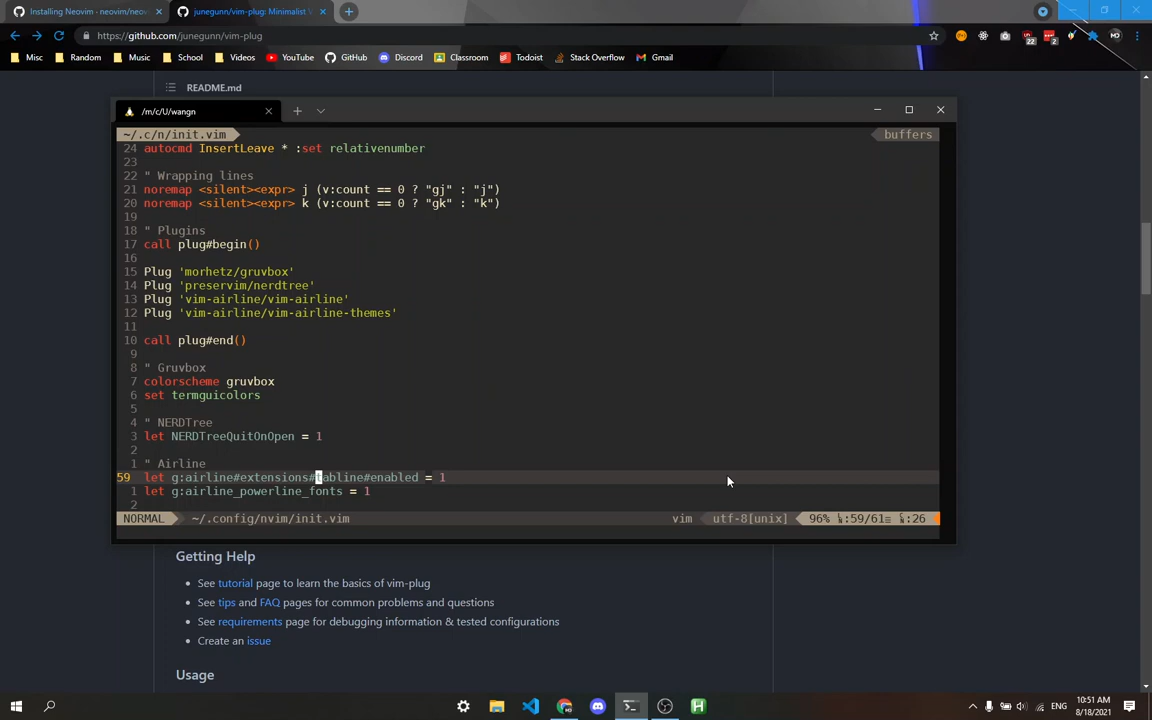 Installing Neovim - neovim/neov
junegunn/vim-plug: Minimalist V
https://github.com/junegunn/vim-plug
22
2
Misc
Random
Music
School
Videos
YouTube
GitHub
Discord
Classroom
Todoist
Stack Overflow
Gmail
README.md
/m/c/U/wangn
~/.c/n/init.vim
buffers
24 autocmd InsertLeave * :set relativenumber
23
22 " Wrapping lines
21 noremap <silent><expr> j (v:count == 0 ? "gj" : "j")
20 noremap <silent><expr> k (v:count == 0 ? "gk" : "k")
19
18 " Plugins
17 call plug#begin()
16
15 Plug 'morhetz/gruvbox'
14 Plug 'preservim/nerdtree'
13 Plug 'vim-airline/vim-airline'
12 Plug 'vim-airline/vim-airline-themes'
11
10 call plug#end()
9
8 " Gruvbox
7 colorscheme gruvbox
6 set termguicolors
5
4 " NERDTree
3 let NERDTreeQuitOnOpen = 1
2
1 " Airline
59 let g:airline#extensions#tabline#enabled = 1
1 let g:airline_powerline_fonts = 1
2
NORMAL ~/.config/nvim/init.vim vim utf-8[unix] 96% :59/61 :26
Getting Help
See tutorial page to learn the basics of vim-plug
See tips and FAQ pages for common problems and questions
See requirements page for debugging information & tested configurations
Create an issue
Usage
ENG
10:51 AM
8/18/2021